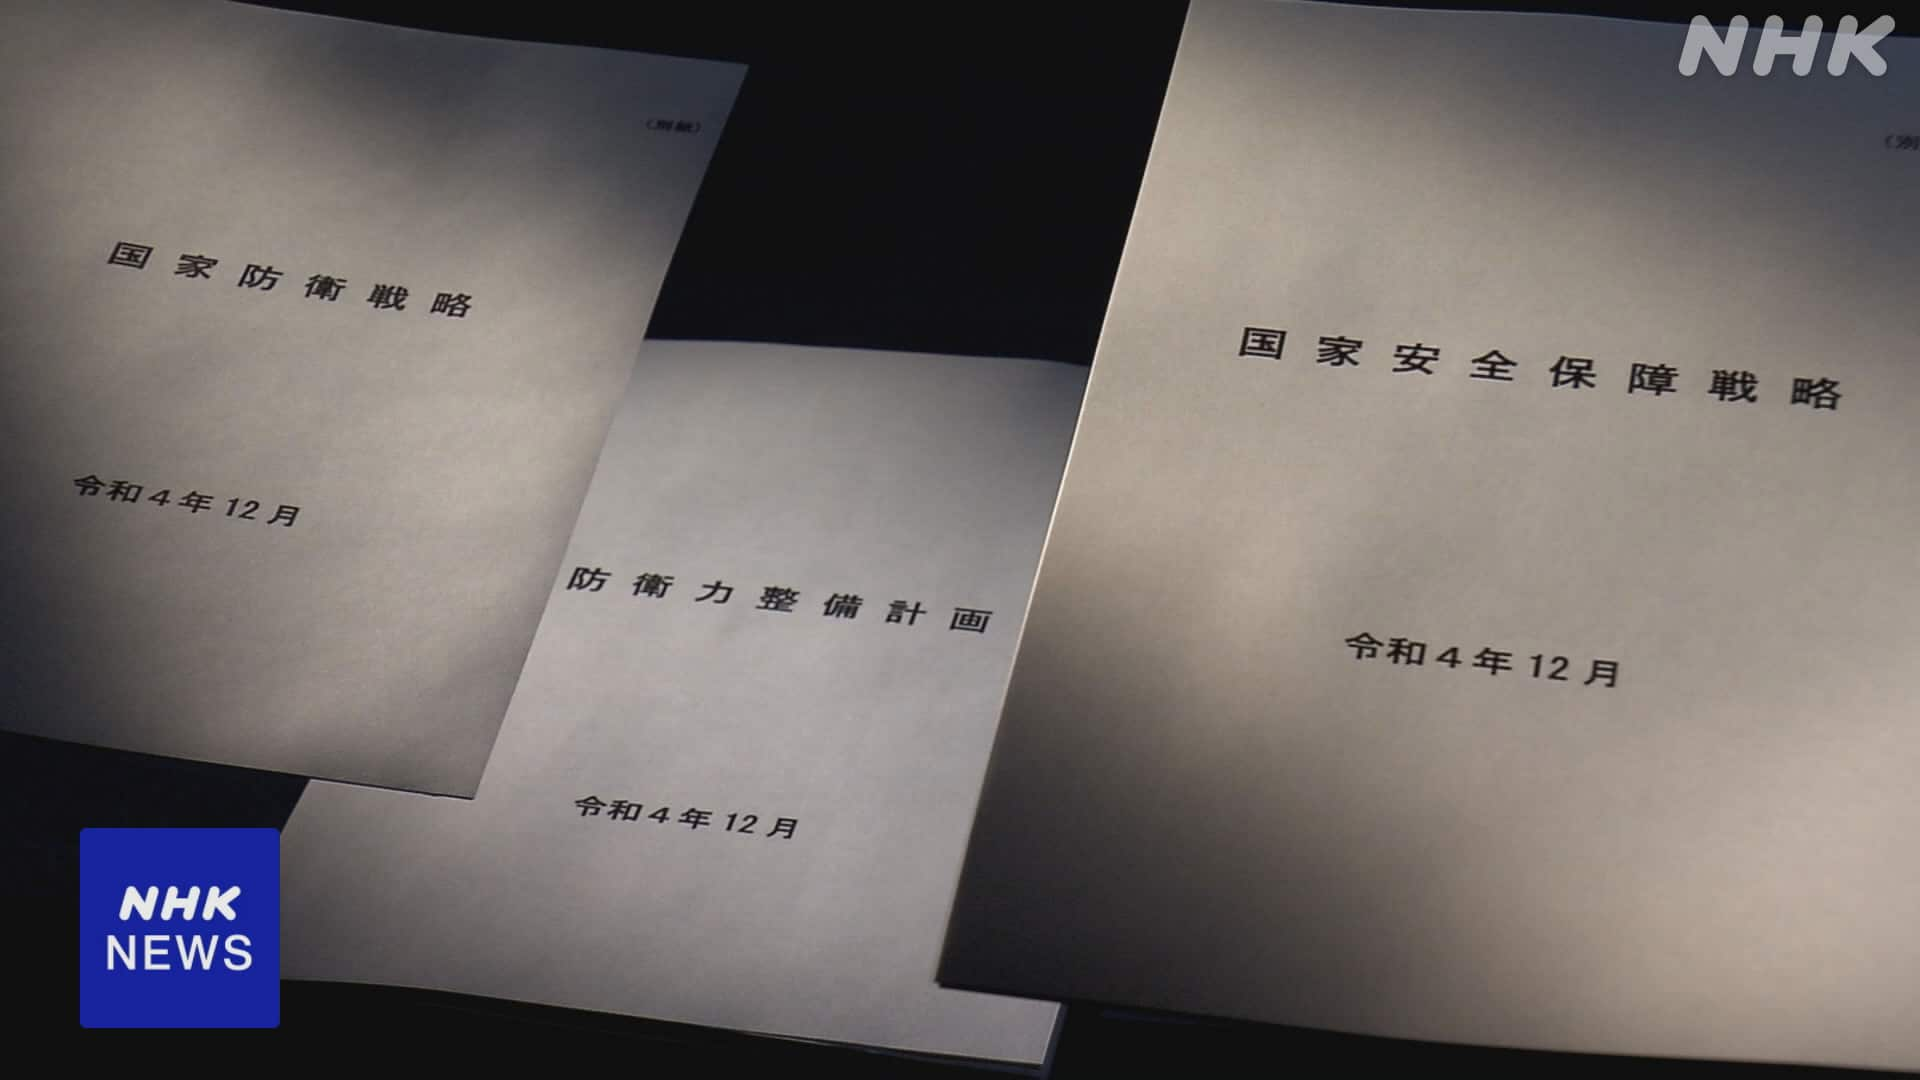 （別紙）
国家防衛戦略
令和４年12月
防衛力整備計画
令和４年12月
（別
国家安全保障戦略
令和４年12月
NHK
NHK
NEWS